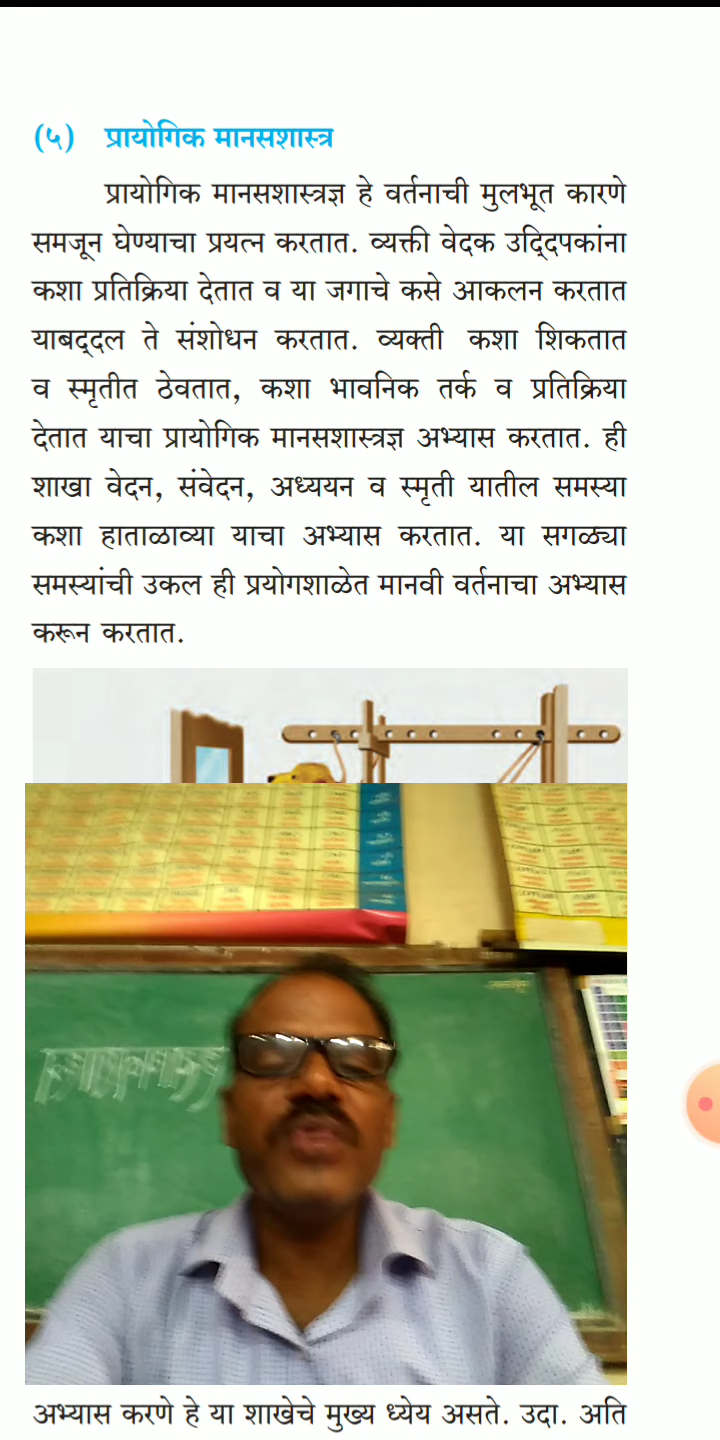 (५) प्रायोगिक मानसशास्त्र
प्रायोगिक मानसशास्त्रज्ञ हे वर्तनाची मुलभूत कारणे
समजून घेण्याचा प्रयत्न करतात. व्यक्ती वेदक उद्दिपकांना
कशा प्रतिक्रिया देतात व या जगाचे कसे आकलन करतात
याबद्दल ते संशोधन करतात. व्यक्ती कशा शिकतात
व स्मृतीत ठेवतात, कशा भावनिक तर्क व प्रतिक्रिया
देतात याचा प्रायोगिक मानसशास्त्रज्ञ अभ्यास करतात. ही
शाखा वेदन, संवेदन, अध्ययन व स्मृती यातील समस्या
कशा हाताळाव्या याचा अभ्यास करतात. या सगळ्या
समस्यांची उकल ही प्रयोगशाळेत मानवी वर्तनाचा अभ्यास
करून करतात.
अभ्यास करणे हे या शाखेचे मुख्य ध्येय असते. उदा. अति